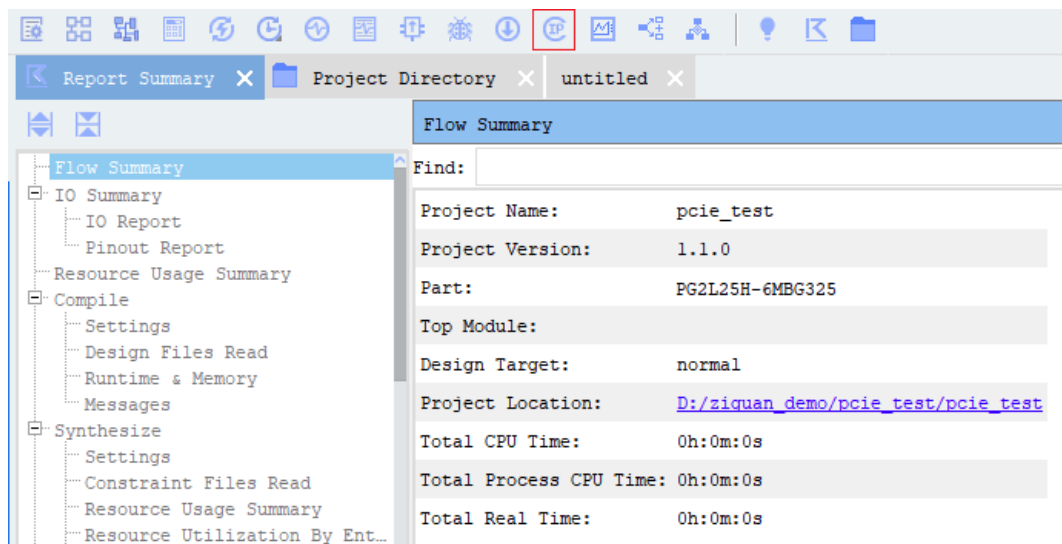 IP
Report Summary
Project Directory
untitled
Flow Summary
IO Summary
IO Report
Pinout Report
Resource Usage Summary
Compile
Settings
Design Files Read
Runtime & Memory
Messages
Synthesize
Settings
Constraint Files Read
Resource Usage Summary
Resource Utilization By Ent...
Flow Summary
Find:
Project Name: pcie_test
Project Version: 1.1.0
Part: PG2L25H-6MBG325
Top Module:
Design Target: normal
Project Location: D:/ziquan_demo/pcie_test/pcie_test
Total CPU Time: 0h:0m:0s
Total Process CPU Time: 0h:0m:0s
Total Real Time: 0h:0m:0s